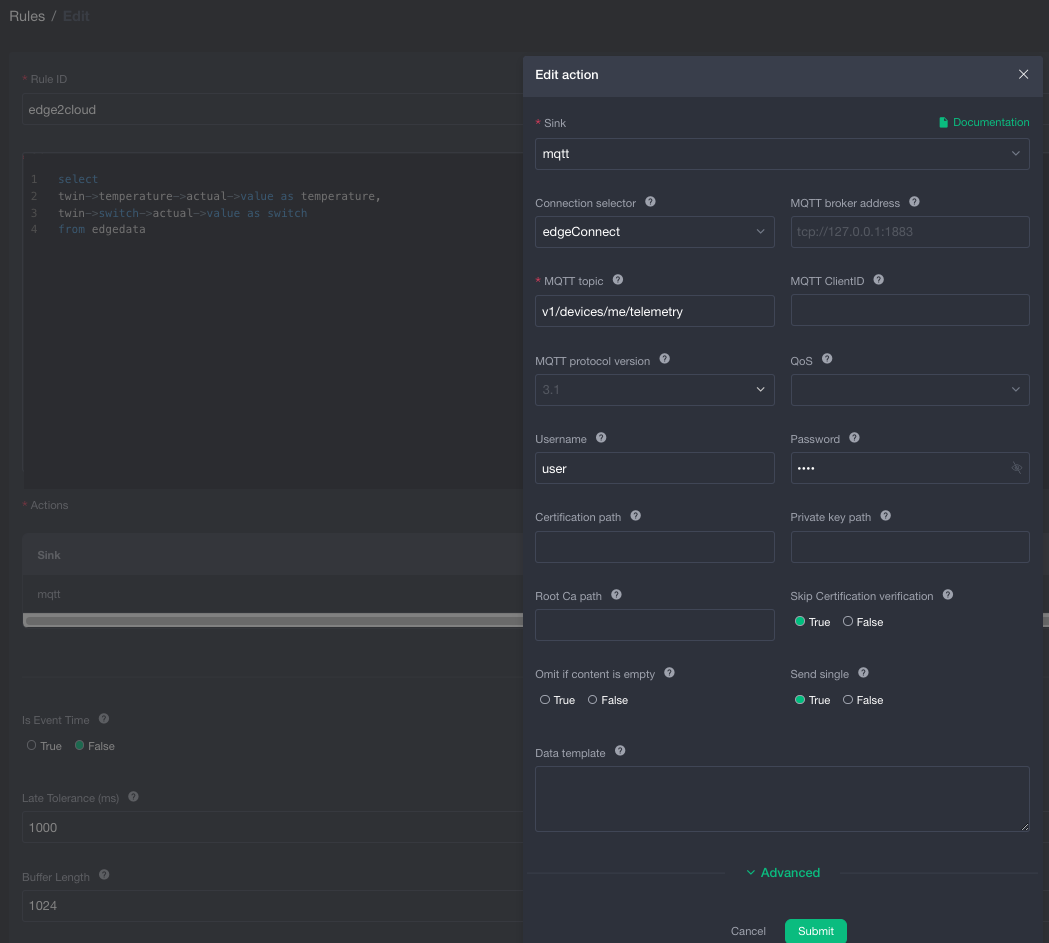 Rules / Edit
* Rule ID
edge2cloud
1 select
2 twin->temperature->actual->value as temperature,
3 twin->switch->actual->value as switch
4 from edgedata
* Actions
Sink
mqtt
Is Event Time ?
True False
Late Tolerance (ms) ?
1000
Buffer Length ?
1024
Edit action
* Sink
Documentation
mqtt
Connection selector ?
MQTT broker address ?
edgeConnect
tcp://127.0.0.1:1883
* MQTT topic ?
MQTT ClientID ?
v1/devices/me/telemetry
MQTT protocol version ?
QoS ?
3.1
Username ?
Password ?
user
••••
Certification path ?
Private key path ?
Root Ca path ?
Skip Certification verification ?
True False
Omit if content is empty ?
Send single ?
True False
True False
Data template ?
Advanced
Cancel
Submit